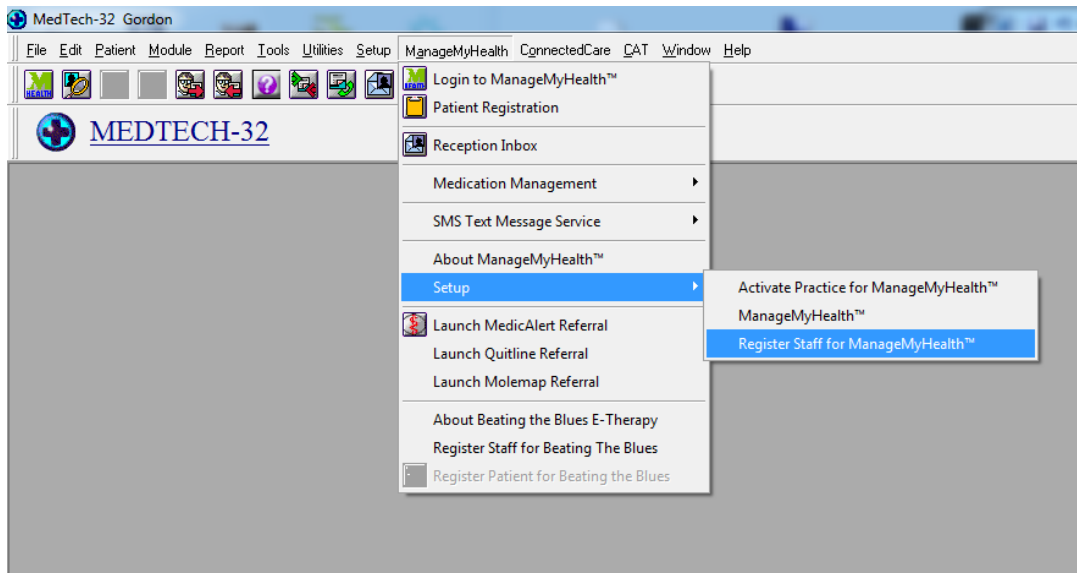 MedTech-32 Gordon
File Edit Patient Module Report Tools Utilities Setup ManageMyHealth ConnectedCare CAT Window Help
HEALTH
MEDTECH-32
Login to ManageMyHealth™
Patient Registration
Reception Inbox
Medication Management
SMS Text Message Service
About ManageMyHealth™
Setup
Activate Practice for ManageMyHealth™
ManageMyHealth™
Register Staff for ManageMyHealth™
Launch MedicAlert Referral
Launch Quitline Referral
Launch Molemap Referral
About Beating the Blues E-Therapy
Register Staff for Beating The Blues
Register Patient for Beating the Blues